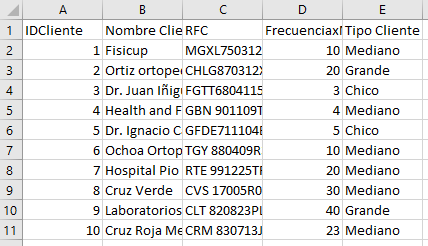 A B C D E
1 IDCliente Nombre Clie RFC Frecuenciaxl Tipo Cliente
2 1 Fisicup MGXL750312 10 Mediano
3 2 Ortiz ortope CHLG870312X 20 Grande
4 3 Dr. Juan Iñig FGTT6804115 3 Chico
5 4 Health and F GBN 901109T 4 Mediano
6 5 Dr. Ignacio C GFDE711104E 5 Chico
7 6 Ochoa Ortop TGY 880409R 10 Mediano
8 7 Hospital Pio RTE 991225TF 20 Mediano
9 8 Cruz Verde CVS 17005R0 30 Mediano
10 9 Laboratorios CLT 820823PL 40 Grande
11 10 Cruz Roja Me CRM 830713J 23 Mediano